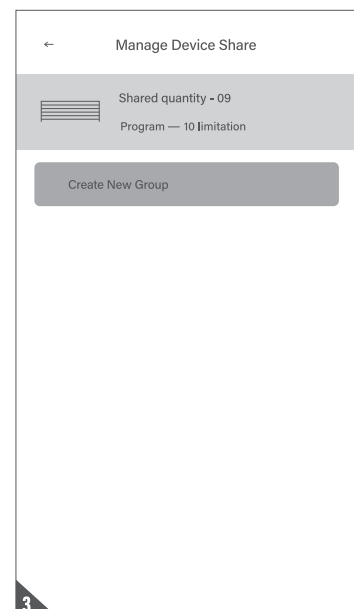 ← Manage Device Share
Shared quantity - 09
Program — 10 limitation
Create New Group
3